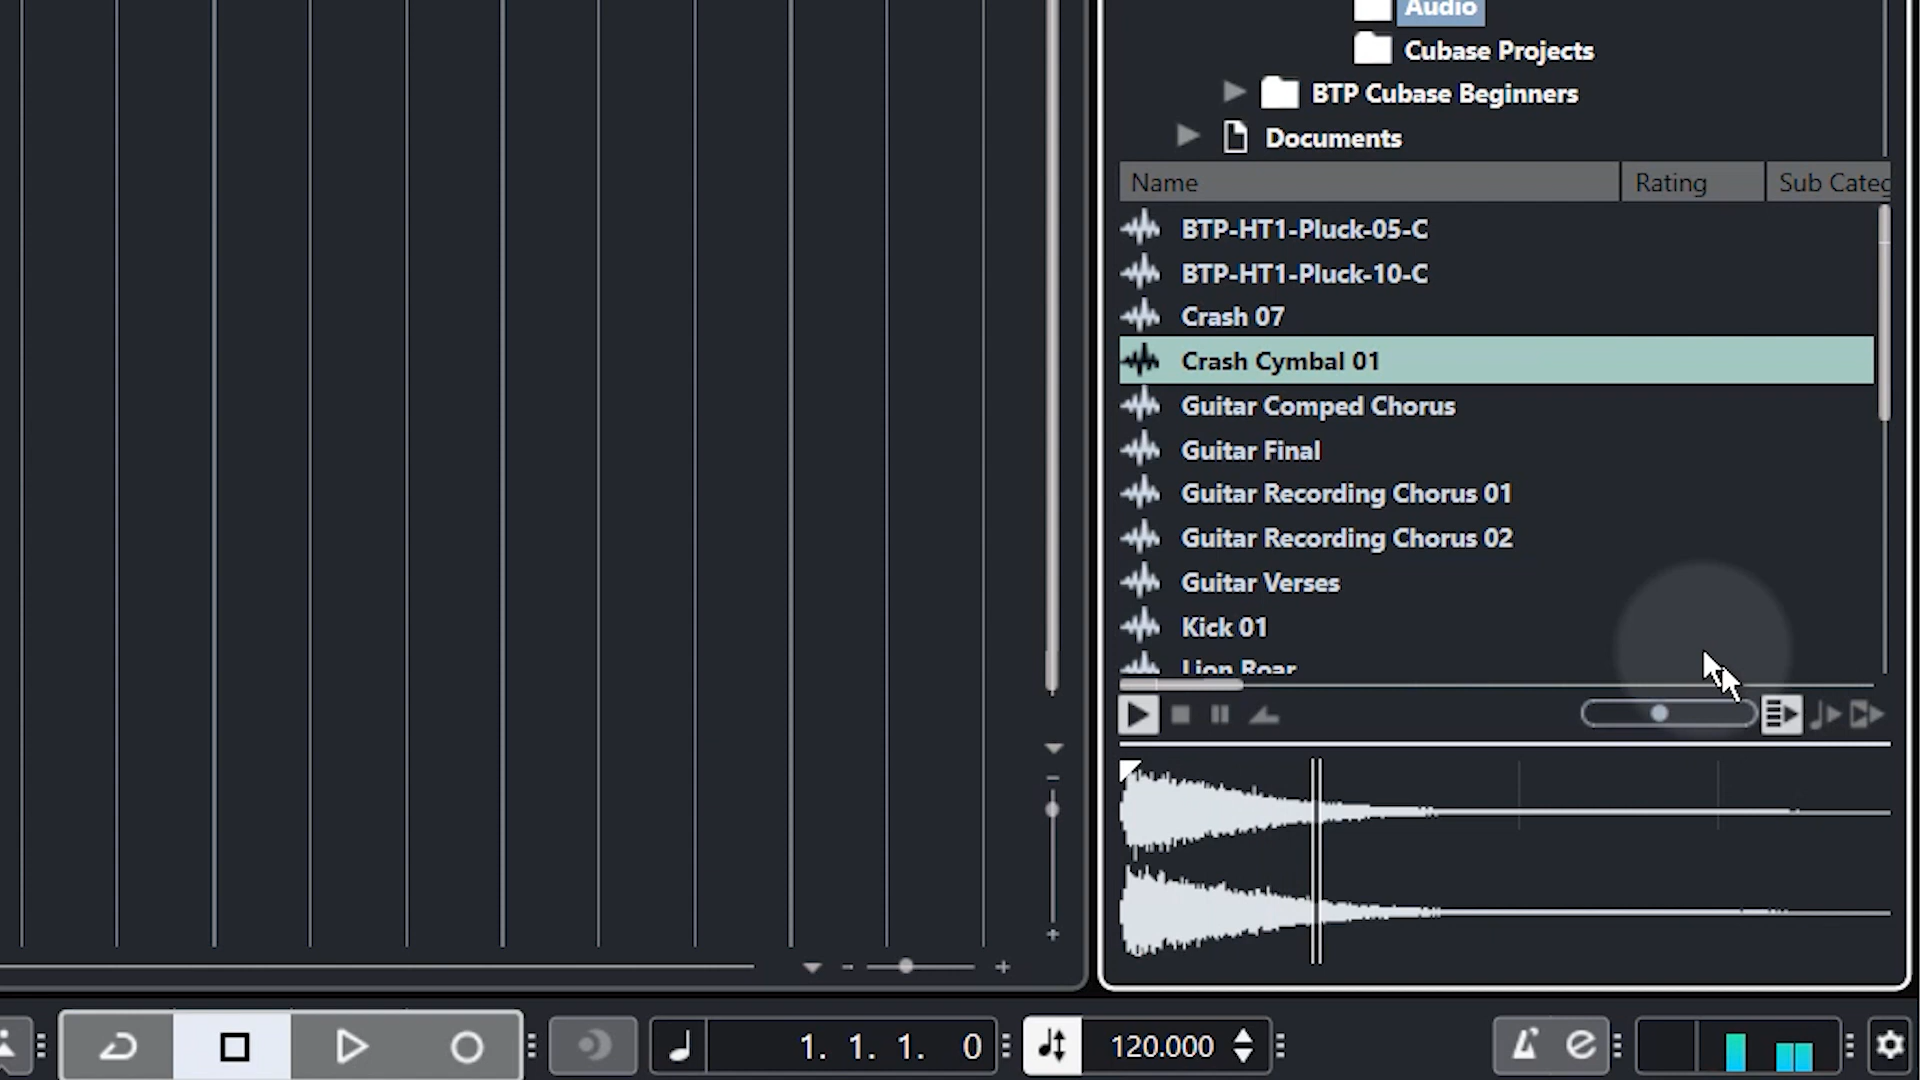 Audio
Cubase Projects
BTP Cubase Beginners
Documents
Name Rating Sub Categ
BTP-HT1-Pluck-05-C
BTP-HT1-Pluck-10-C
Crash 07
Crash Cymbal 01
Guitar Comped Chorus
Guitar Final
Guitar Recording Chorus 01
Guitar Recording Chorus 02
Guitar Verses
Kick 01
Lion Roar
1. 1. 1. 0 120.000